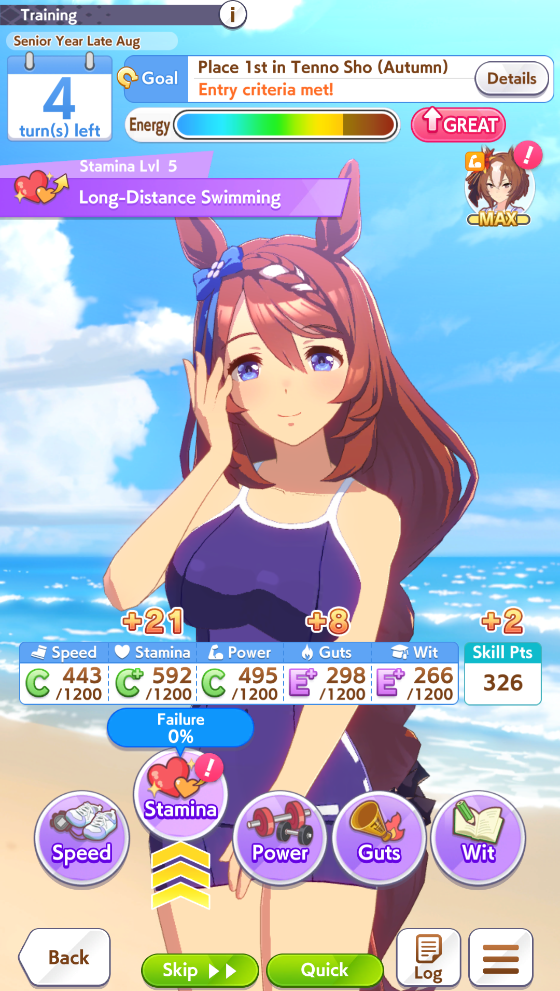 Training
i
Senior Year Late Aug
4
turn(s) left
Goal
Place 1st in Tenno Sho (Autumn)
Entry criteria met!
Details
Energy
GREAT
Stamina Lvl 5
Long-Distance Swimming
!
MAX
+21 +8 +2
Speed Stamina Power Guts Wit Skill Pts
C 443 /1200
C+ 592 /1200
C 495 /1200
E+ 298 /1200
E+ 266 /1200
326
Failure
0%
!
Speed
Stamina
Power
Guts
Wit
Back
Skip
Quick
Log